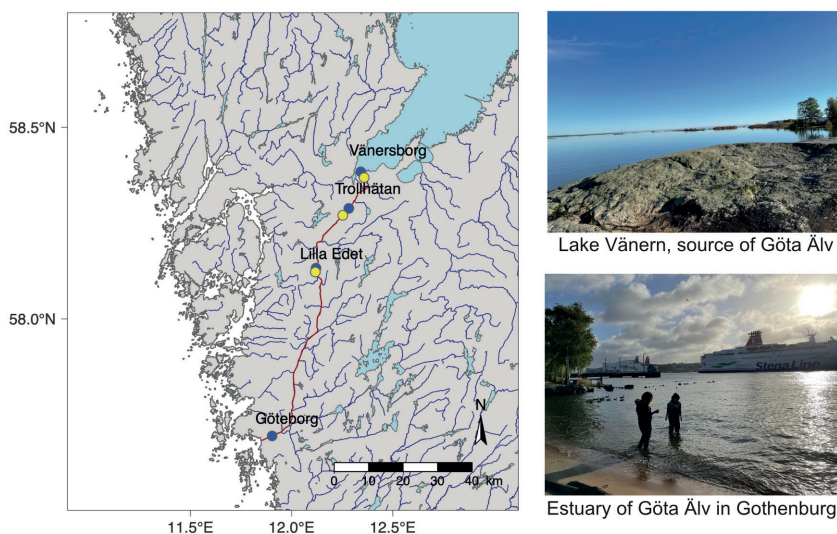 58.5°N
58.0°N
Vänersborg
Trollhätan
Lilla Edet
Göteborg
N
0 10 20 30 40 km
11.5°E 12.0°E 12.5°E
Lake Vänern, source of Göta Älv
Stena Line
Estuary of Göta Älv in Gothenburg